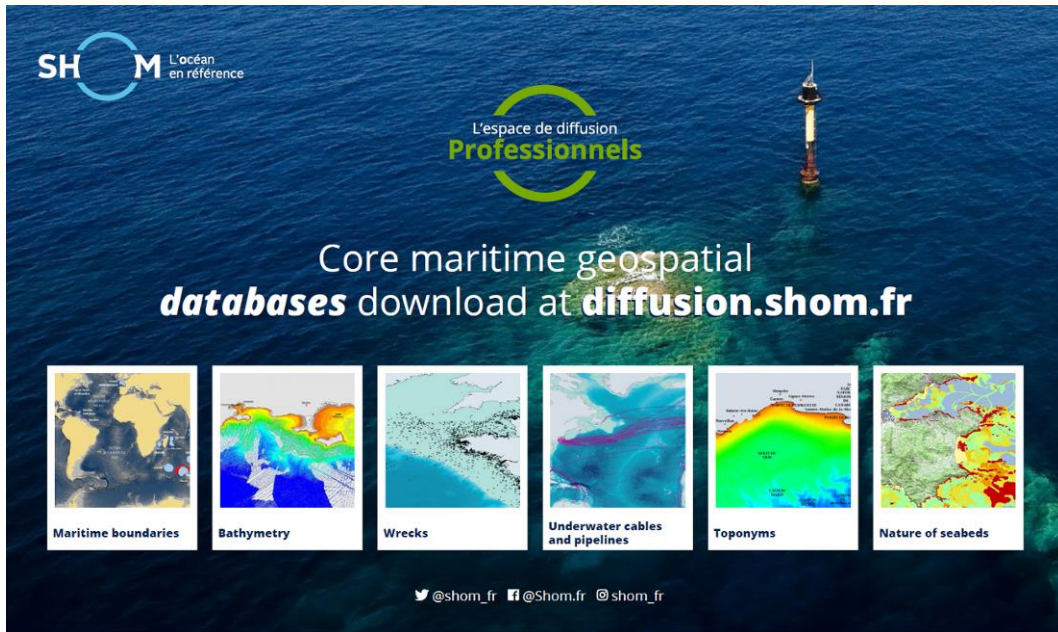 SHOM L'océan
en référence
L'espace de diffusion
Professionnels
Core maritime geospatial
databases download at diffusion.shom.fr
Maritime boundaries
Bathymetry
Wrecks
Underwater cables
and pipelines
Toponyms
Nature of seabeds
@shom_fr @Shom.fr shom_fr